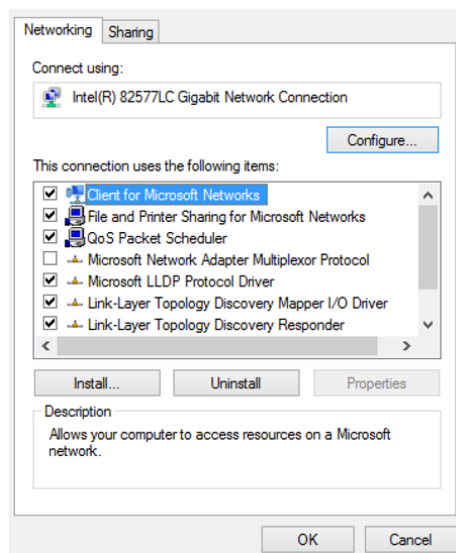 Networking
Sharing
Connect using:
Intel(R) 82577LC Gigabit Network Connection
Configure...
This connection uses the following items:
Client for Microsoft Networks
File and Printer Sharing for Microsoft Networks
QoS Packet Scheduler
Microsoft Network Adapter Multiplexor Protocol
Microsoft LLDP Protocol Driver
Link-Layer Topology Discovery Mapper I/O Driver
Link-Layer Topology Discovery Responder
Install...
Uninstall
Properties
Description
Allows your computer to access resources on a Microsoft
network.
OK
Cancel